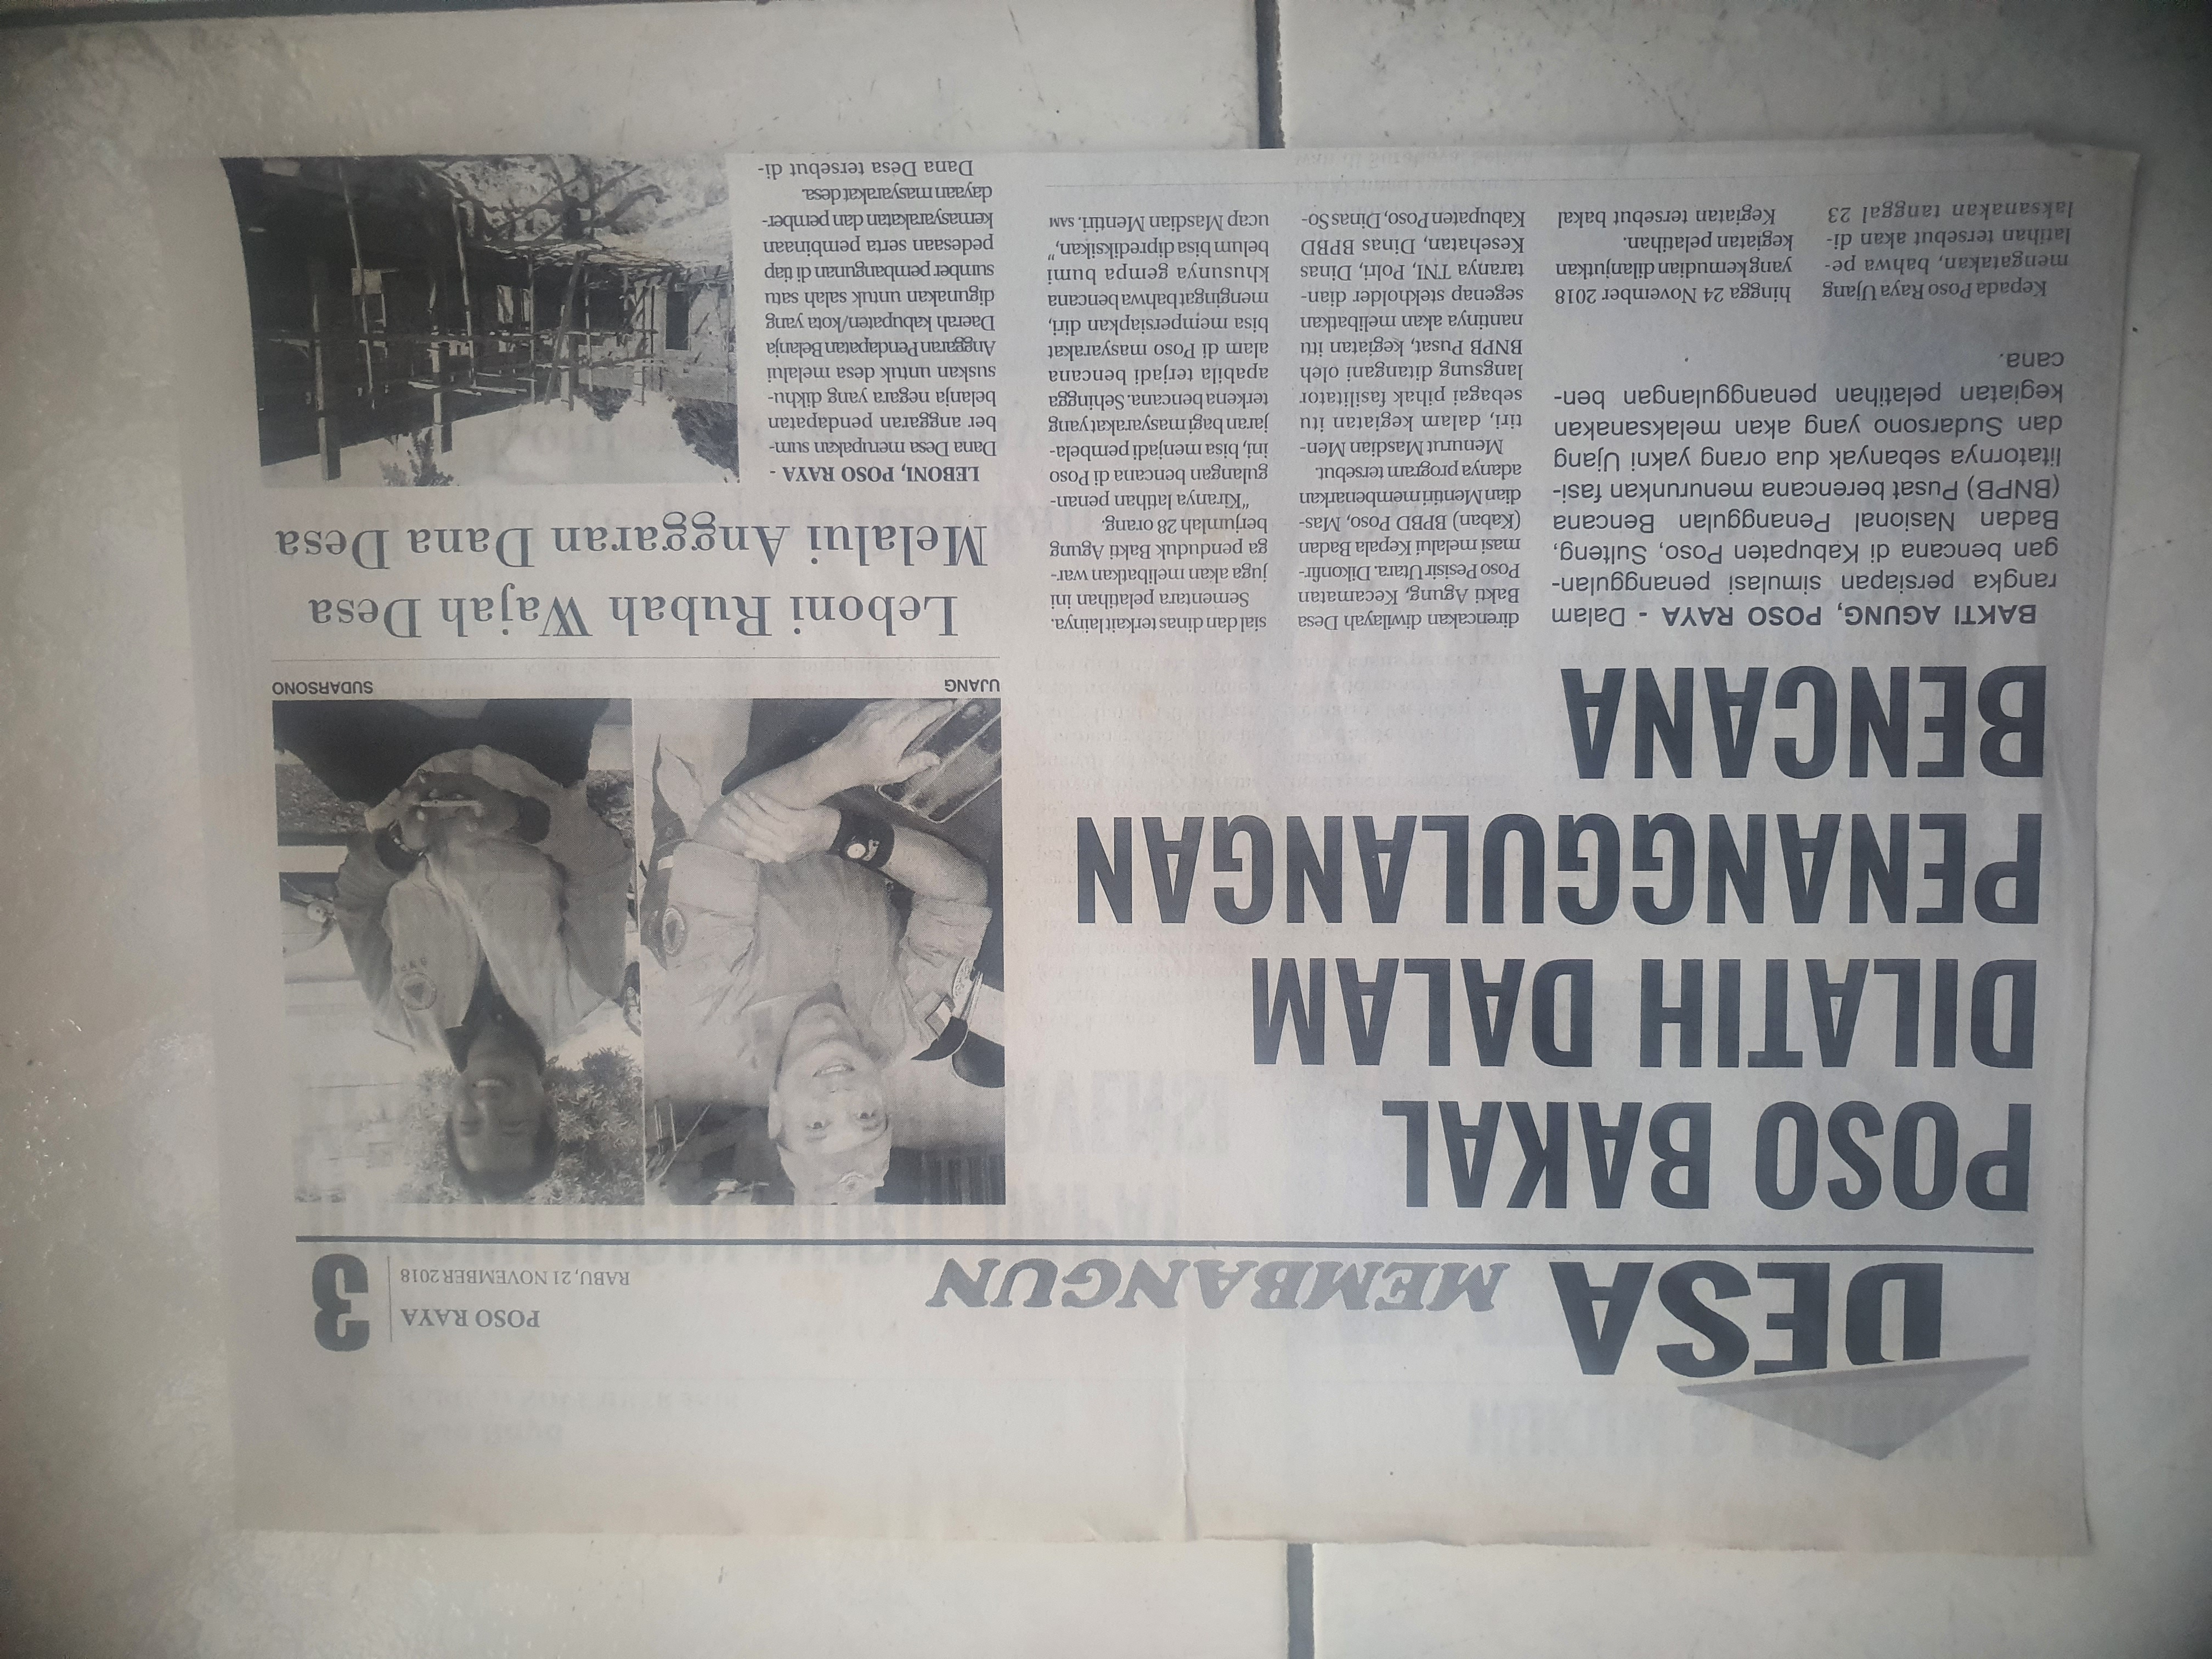 DESA MEMBANGUN
POSO RAYA
RABU, 21 NOVEMBER 2018
3
POSO BAKAL
DILATIH DALAM
PENANGGULANGAN
BENCANA
BAKTI AGUNG, POSO RAYA - Dalam
rangka persiapan simulasi penanggulan-
gan bencana di Kabupaten Poso, Sulteng,
Badan Nasional Penanggulan Bencana
(BNPB) Pusat berencana menurunkan fasi-
litatornya sebanyak dua orang yakni Ujang
dan Sudarsono yang akan melaksanakan
kegiatan pelatihan penanggulangan ben-
cana.
Kepada Poso Raya Ujang
mengatakan, bahwa pe-
latihan tersebut akan di-
laksanakan tanggal 23
hingga 24 November 2018
yang kemudian dilanjutkan
kegiatan pelatihan.
Kegiatan tersebut bakal
direncakan diwilayah Desa
Bakti Agung, Kecamatan
Poso Pesisir Utara. Dikonfir-
masi melalui Kepala Badan
(Kaban) BPBD Poso, Mas-
dian Mentiri membenarkan
adanya program tersebut.
Menurut Masdian Men-
tiri, dalam kegiatan itu
sebagai pihak fasilitator
langsung ditangani oleh
BNPB Pusat, kegiatan itu
nantinya akan melibatkan
segenap stekholder dian-
taranya TNI, Polri, Dinas
Kesehatan, Dinas BPBD
Kabupaten Poso, Dinas So-
sial dan dinas terkait lainya.
Sementara pelatihan ini
juga akan melibatkan war-
ga penduduk Bakti Agung
berjumlah 28 orang.
"Kiranya latihan penan-
gulangan bencana di Poso
ini, bisa menjadi pembela-
jaran bagi masyarakat yang
terkena bencana. Sehingga
apabila terjadi bencana
alam di Poso masyarakat
bisa mempersiapkan diri,
mengingat bahwa bencana
khusunya gempa bumi
belum bisa diprediksikan,"
ucap Masdian Mentiri. SAM
UJANG
SUDARSONO
Leboni Rubah Wajah Desa
Melalui Anggaran Dana Desa
LEBONI, POSO RAYA -
Dana Desa merupakan sum-
ber anggaran pendapatan
belanja negara yang dikhu-
suskan untuk desa melalui
Anggaran Pendapatan Belanja
Daerah kabupaten/kota yang
digunakan untuk salah satu
sumber pembangunan di tiap
pedesaan serta pembinaan
kemasyarakatan dan pember-
dayaan masyarakat desa.
Dana Desa tersebut di-